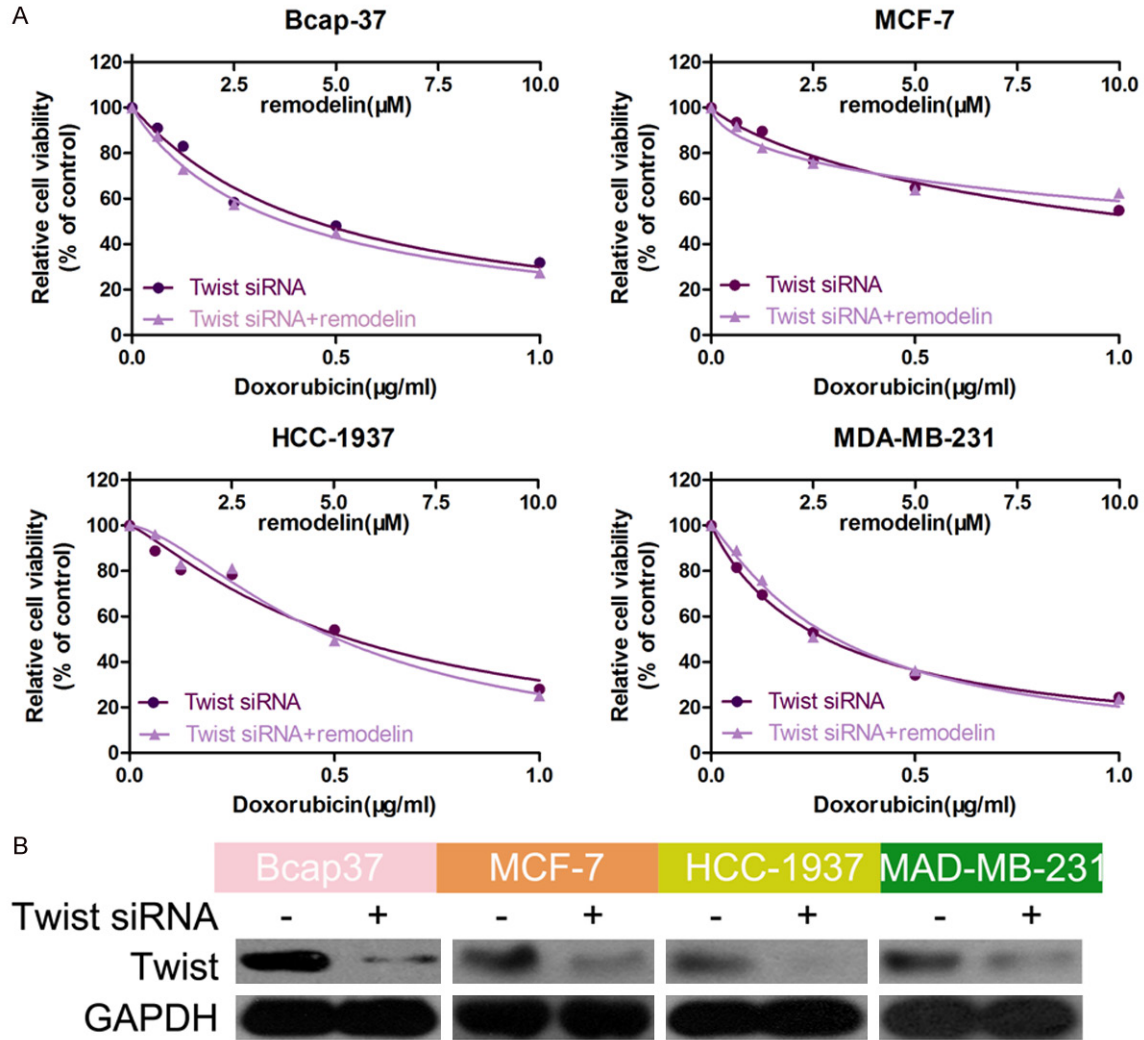 A
Bcap-37
120
100
80
60
40
20
0
2.5 5.0 7.5 10.0
remodelin(µM)
Relative cell viability
(% of control)
Twist siRNA
Twist siRNA+remodelin
0.0 0.5 1.0
Doxorubicin(µg/ml)
MCF-7
120
100
80
60
40
20
0
2.5 5.0 7.5 10.0
remodelin(µM)
Relative cell viability
(% of control)
Twist siRNA
Twist siRNA+remodelin
0.0 0.5 1.0
Doxorubicin(µg/ml)
HCC-1937
120
100
80
60
40
20
0
2.5 5.0 7.5 10.0
remodelin(µM)
Relative cell viability
(% of control)
Twist siRNA
Twist siRNA+remodelin
0.0 0.5 1.0
Doxorubicin(µg/ml)
MDA-MB-231
120
100
80
60
40
20
0
2.5 5.0 7.5 10.0
remodelin(µM)
Relative cell viability
(% of control)
Twist siRNA
Twist siRNA+remodelin
0.0 0.5 1.0
Doxorubicin(µg/ml)
B
Bcap37 MCF-7 HCC-1937 MAD-MB-231
Twist siRNA - + - + - + - +
Twist
GAPDH